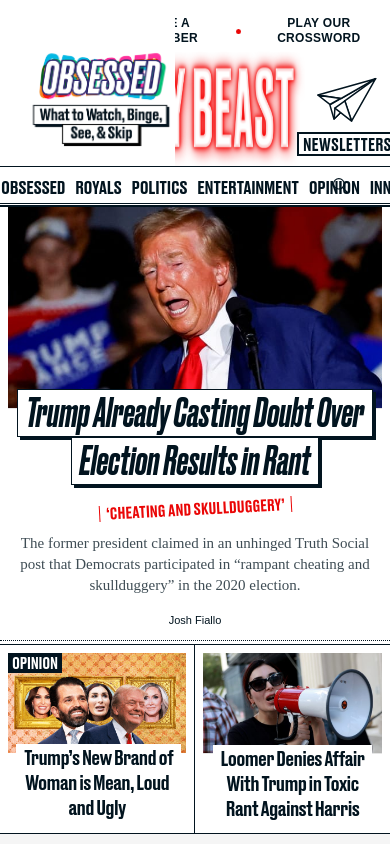 E A
BER
PLAY OUR
CROSSWORD
OBSESSED
What to Watch, Binge,
See, & Skip
Y BEAST
NEWSLETTERS
OBSESSED ROYALS POLITICS ENTERTAINMENT OPINION INN
TRUMP
ANCE
Trump Already Casting Doubt Over
Election Results in Rant
‘CHEATING AND SKULLDUGGERY’
The former president claimed in an unhinged Truth Social
post that Democrats participated in “rampant cheating and
skullduggery” in the 2020 election.
Josh Fiallo
OPINION
Trump’s New Brand of
Woman is Mean, Loud
and Ugly
Loomer Denies Affair
With Trump in Toxic
Rant Against Harris